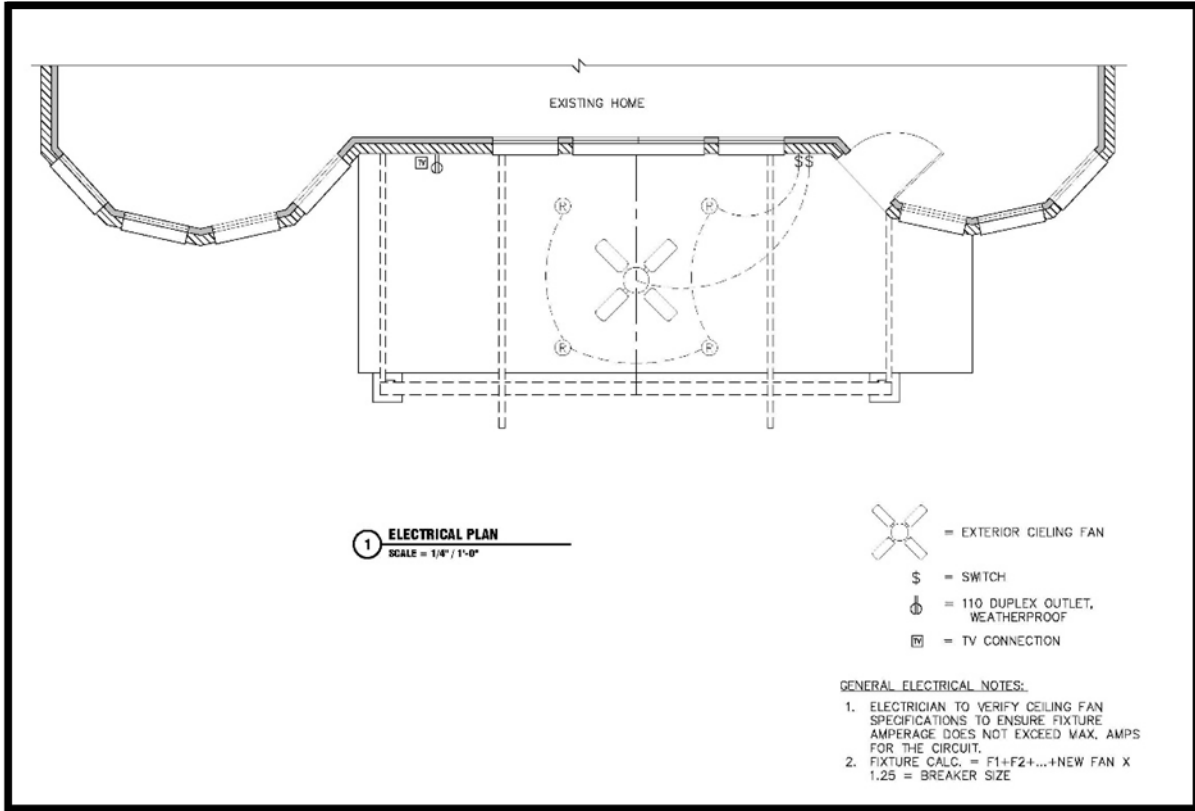 EXISTING HOME
TV
$$
R
R
R
R
1
ELECTRICAL PLAN
SCALE = 1/4" / 1'-0"
= EXTERIOR CIELING FAN
$ = SWITCH
= 110 DUPLEX OUTLET,
WEATHERPROOF
TV = TV CONNECTION
GENERAL ELECTRICAL NOTES:
1. ELECTRICIAN TO VERIFY CEILING FAN
SPECIFICATIONS TO ENSURE FIXTURE
AMPERAGE DOES NOT EXCEED MAX. AMPS
FOR THE CIRCUIT.
2. FIXTURE CALC. = F1+F2+...+NEW FAN X
1.25 = BREAKER SIZE